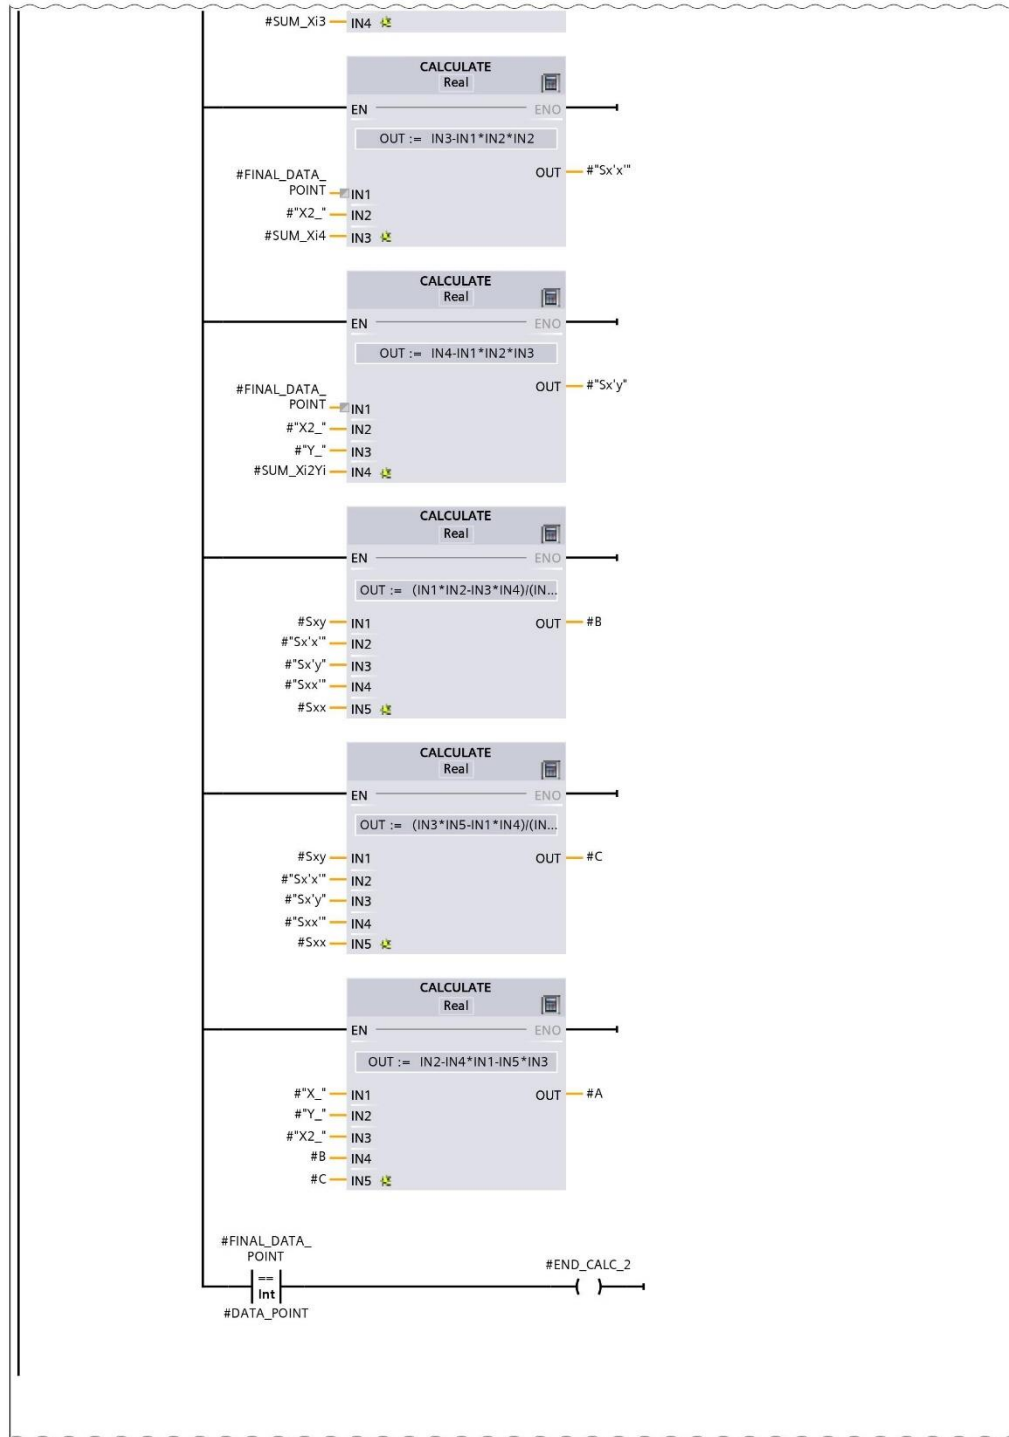 #SUM_Xi3 IN4
CALCULATE
Real
EN ENO
OUT := IN3-IN1*IN2*IN2
OUT #"Sx'x'"
#FINAL_DATA_
POINT IN1
#"X2_" IN2
#SUM_Xi4 IN3
CALCULATE
Real
EN ENO
OUT := IN4-IN1*IN2*IN3
OUT #"Sx'y"
#FINAL_DATA_
POINT IN1
#"X2_" IN2
#"Y_" IN3
#SUM_Xi2Yi IN4
CALCULATE
Real
EN ENO
OUT := (IN1*IN2-IN3*IN4)/(IN...
#Sxy IN1 OUT #B
#"Sx'x'" IN2
#"Sx'y" IN3
#"Sxx'" IN4
#Sxx IN5
CALCULATE
Real
EN ENO
OUT := (IN3*IN5-IN1*IN4)/(IN...
#Sxy IN1 OUT #C
#"Sx'x'" IN2
#"Sx'y" IN3
#"Sxx'" IN4
#Sxx IN5
CALCULATE
Real
EN ENO
OUT := IN2-IN4*IN1-IN5*IN3
#"X_" IN1 OUT #A
#"Y_" IN2
#"X2_" IN3
#B IN4
#C IN5
#FINAL_DATA_
POINT
#END_CALC_2
==
Int
#DATA_POINT